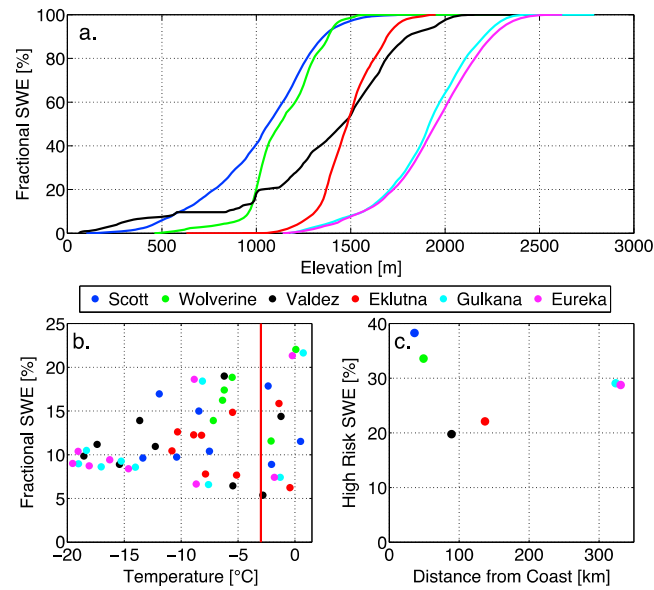 a.
Fractional SWE [%]
100
80
60
40
20
0
0 500 1000 1500 2000 2500 3000
Elevation [m]
Scott Wolverine Valdez Eklutna Gulkana Eureka
b.
Fractional SWE [%]
25
20
15
10
5
0
−20 −15 −10 −5 0
Temperature [°C]
c.
High Risk SWE [%]
40
30
20
10
0
0 100 200 300
Distance from Coast [km]